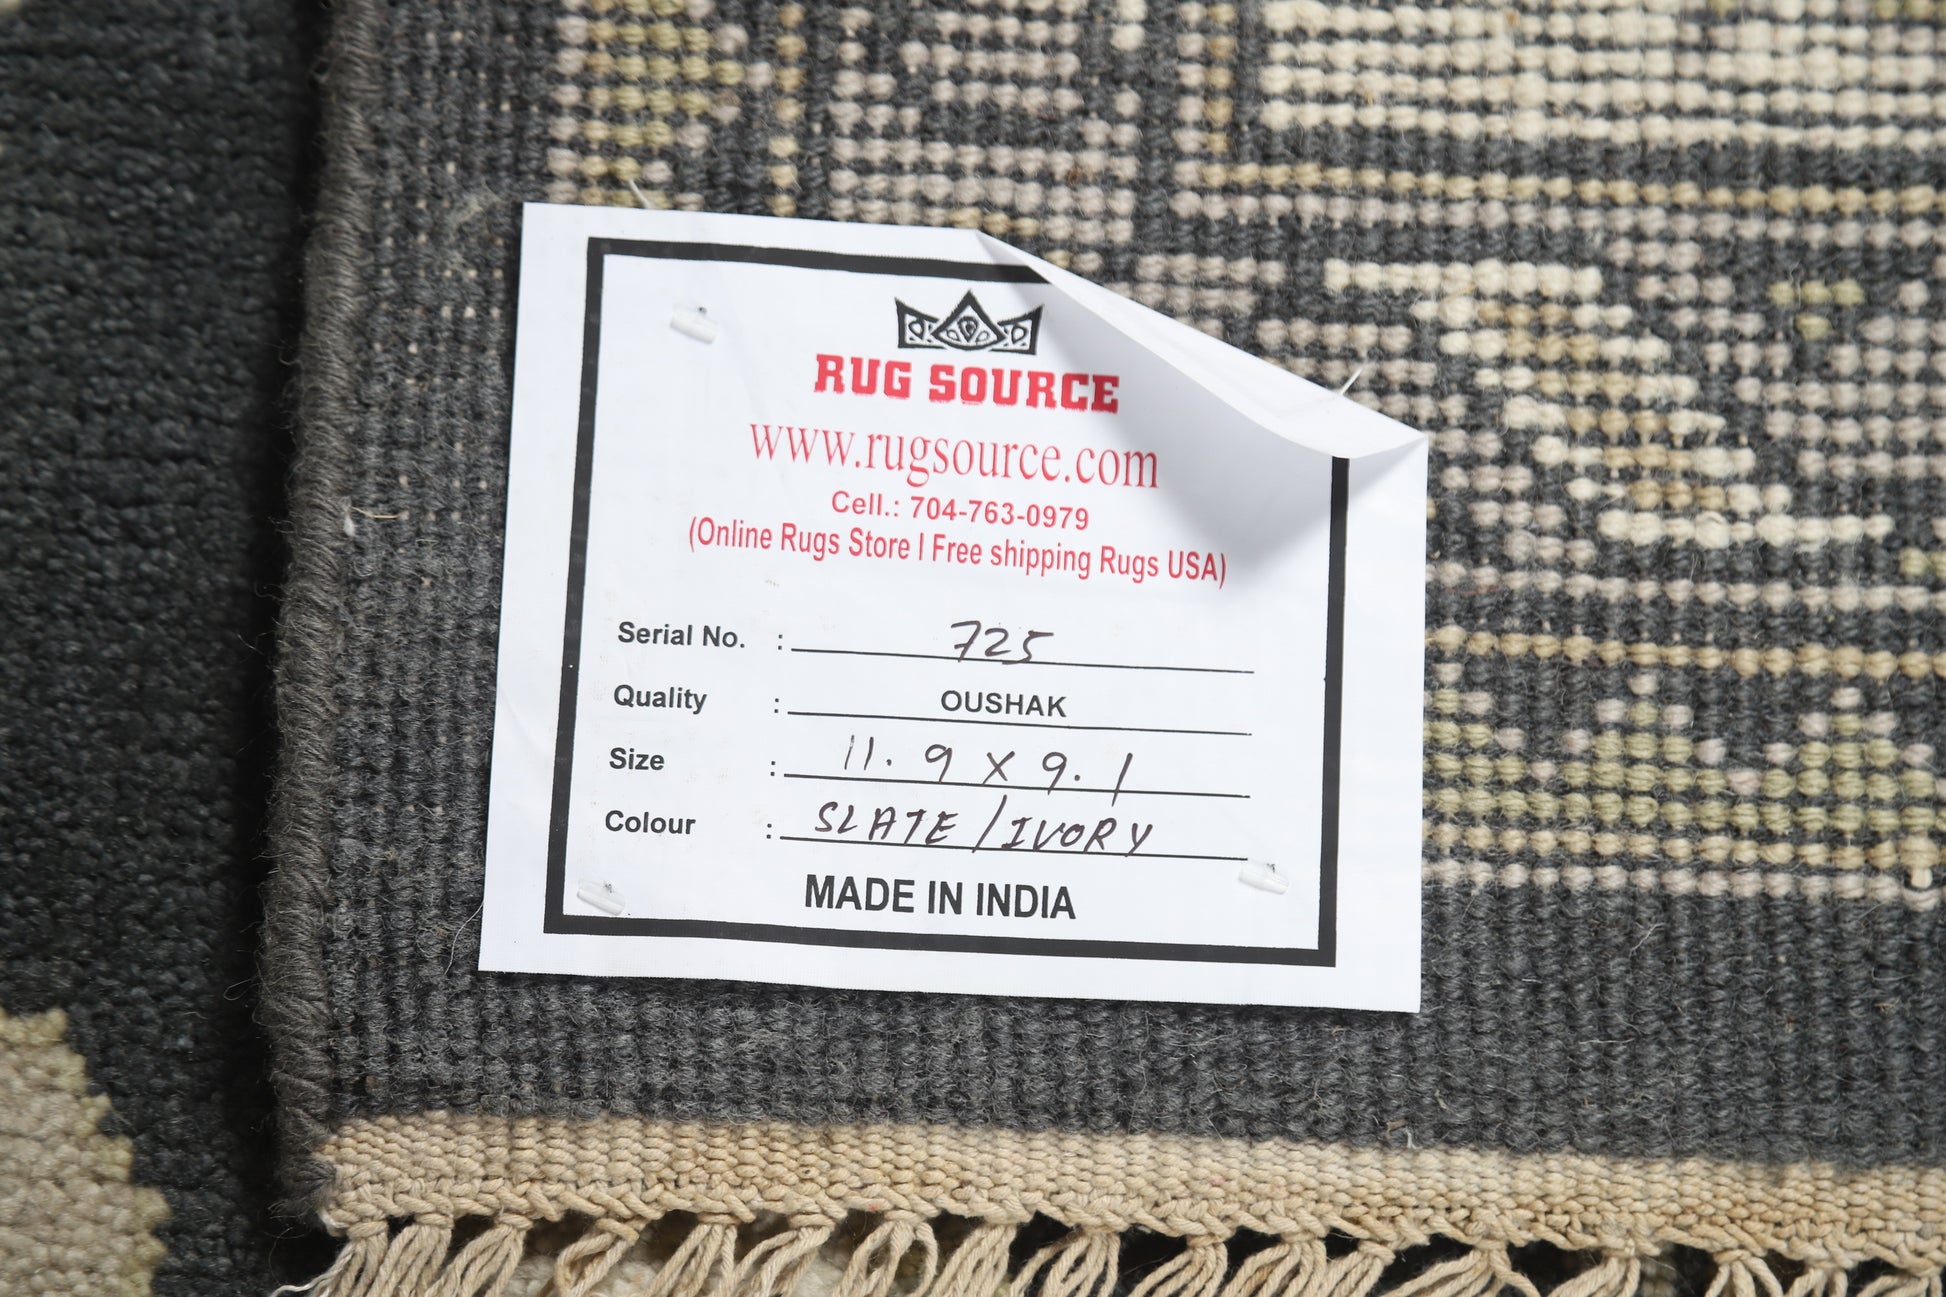 RUG SOURCE
www.rugsource.com
Cell.: 704-763-0979
(Online Rugs Store I Free shipping Rugs USA)
Serial No. : 725
Quality : OUSHAK
Size : 11.9 X 9.1
Colour : SLATE/IVORY
MADE IN INDIA